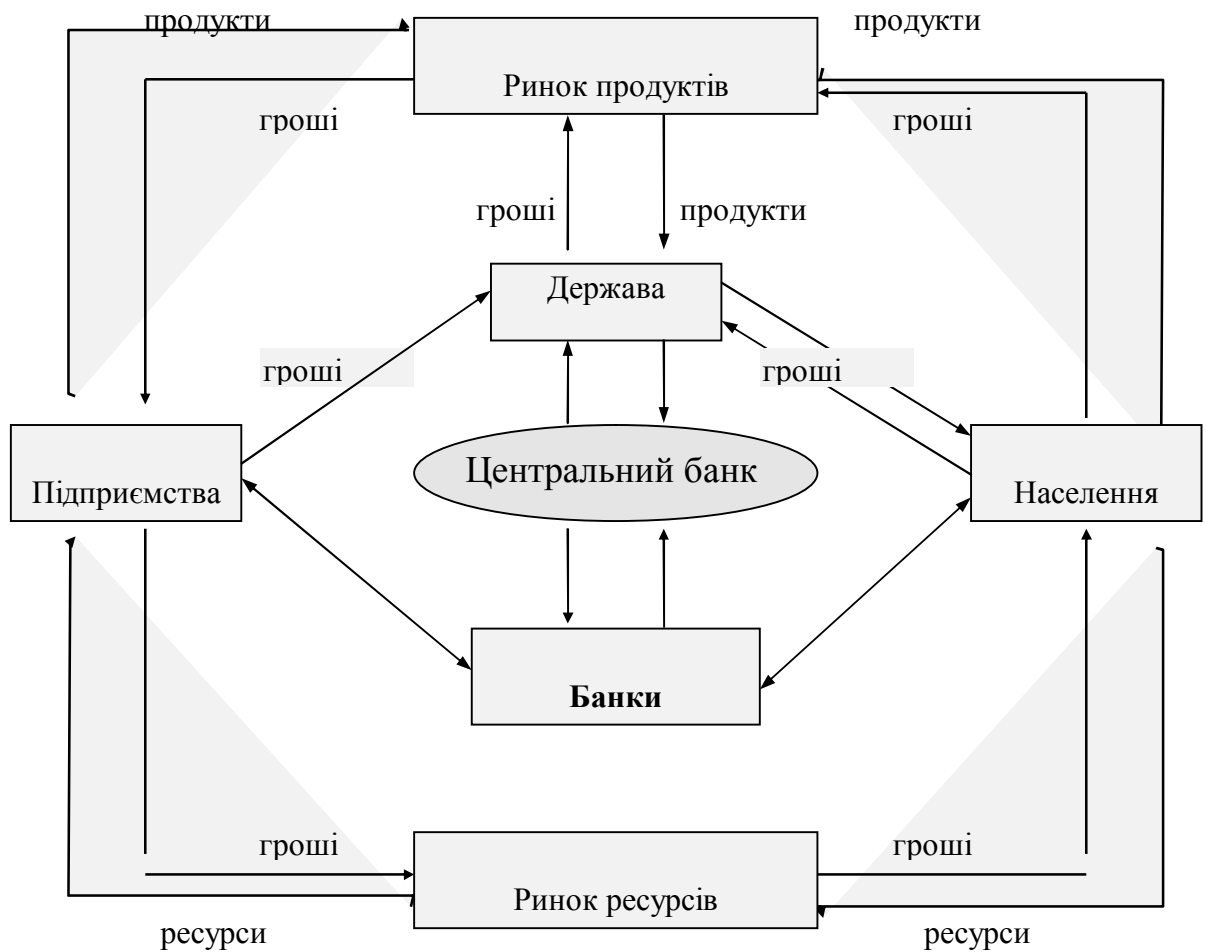 продукти
продукти
Ринок продуктів
гроші
гроші
гроші
продукти
Держава
гроші
гроші
Центральний банк
Підприємства
Населення
Банки
гроші
гроші
Ринок ресурсів
ресурси
ресурси